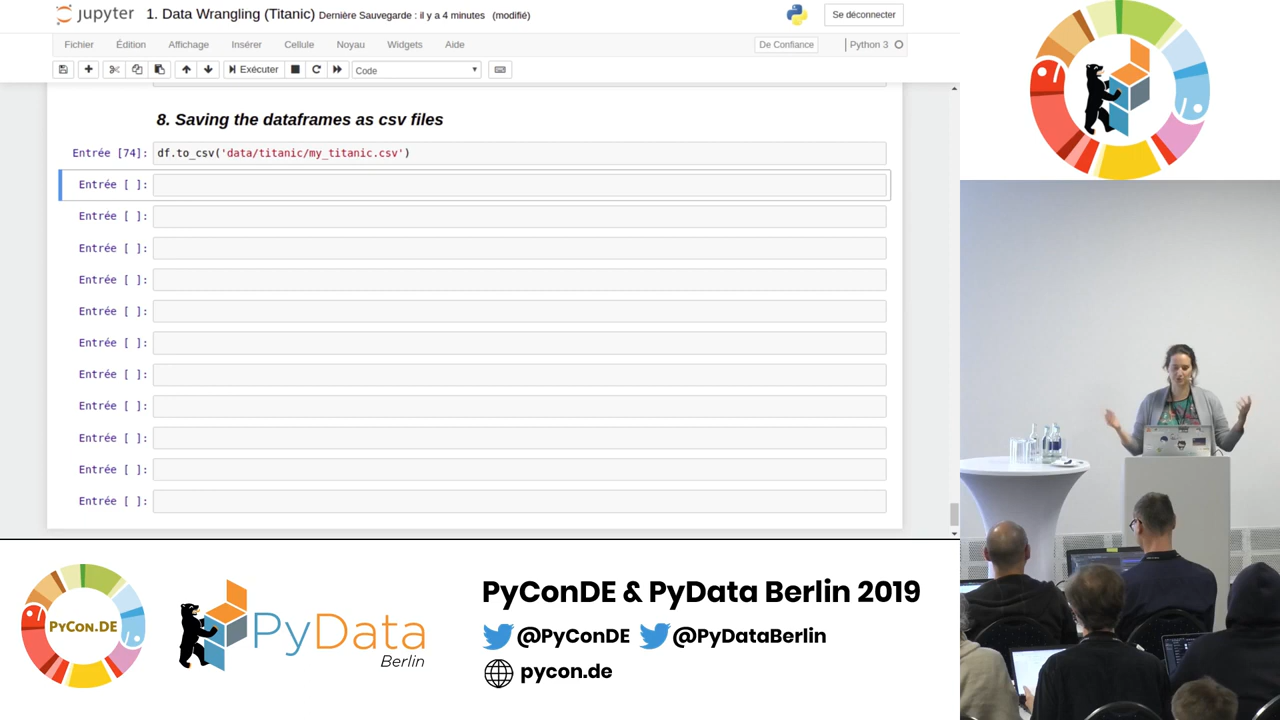 jupyter 1. Data Wrangling (Titanic) Dernière Sauvegarde : il y a 4 minutes (modifié)
Se déconnecter
Fichier Édition Affichage Insérer Cellule Noyau Widgets Aide
De Confiance Python 3
Exécuter Code
8. Saving the dataframes as csv files
Entrée [74]: df.to_csv('data/titanic/my_titanic.csv')
Entrée [ ]:
Entrée [ ]:
Entrée [ ]:
Entrée [ ]:
Entrée [ ]:
Entrée [ ]:
Entrée [ ]:
Entrée [ ]:
Entrée [ ]:
Entrée [ ]:
Entrée [ ]:
PyCon.DE
PyData
Berlin
PyConDE & PyData Berlin 2019
@PyConDE @PyDataBerlin
pycon.de